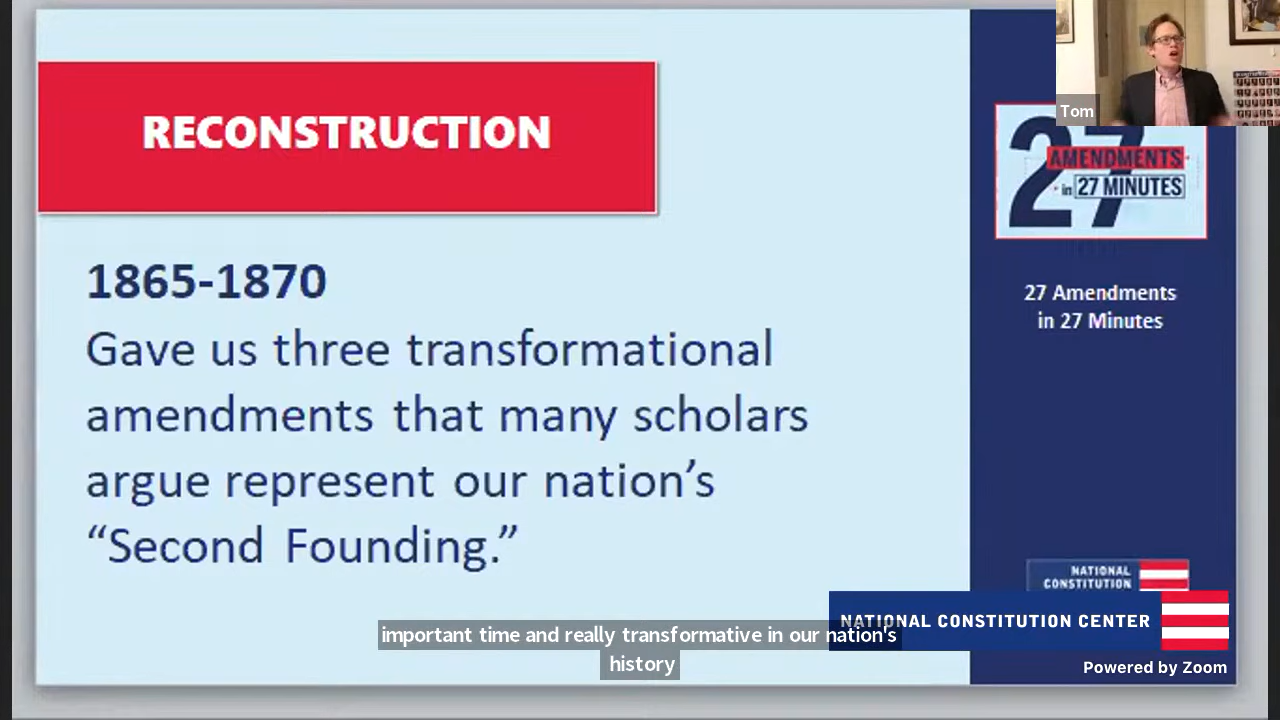 RECONSTRUCTION
1865-1870
Gave us three transformational
amendments that many scholars
argue represent our nation’s
“Second Founding.”
Tom
27
AMENDMENTS
in 27 MINUTES
27 Amendments
in 27 Minutes
NATIONAL
CONSTITUTION
NATIONAL CONSTITUTION CENTER
Powered by Zoom
important time and really transformative in our nation's
history